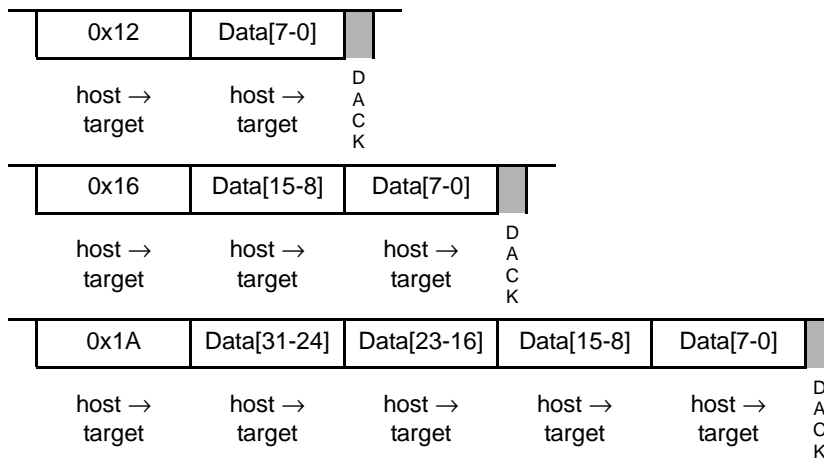 0x12 Data[7-0]
host → host →
target target
D
A
C
K
0x16 Data[15-8] Data[7-0]
host → host → host →
target target target
D
A
C
K
0x1A Data[31-24] Data[23-16] Data[15-8] Data[7-0]
host → host → host → host → host →
target target target target target
D
A
C
K